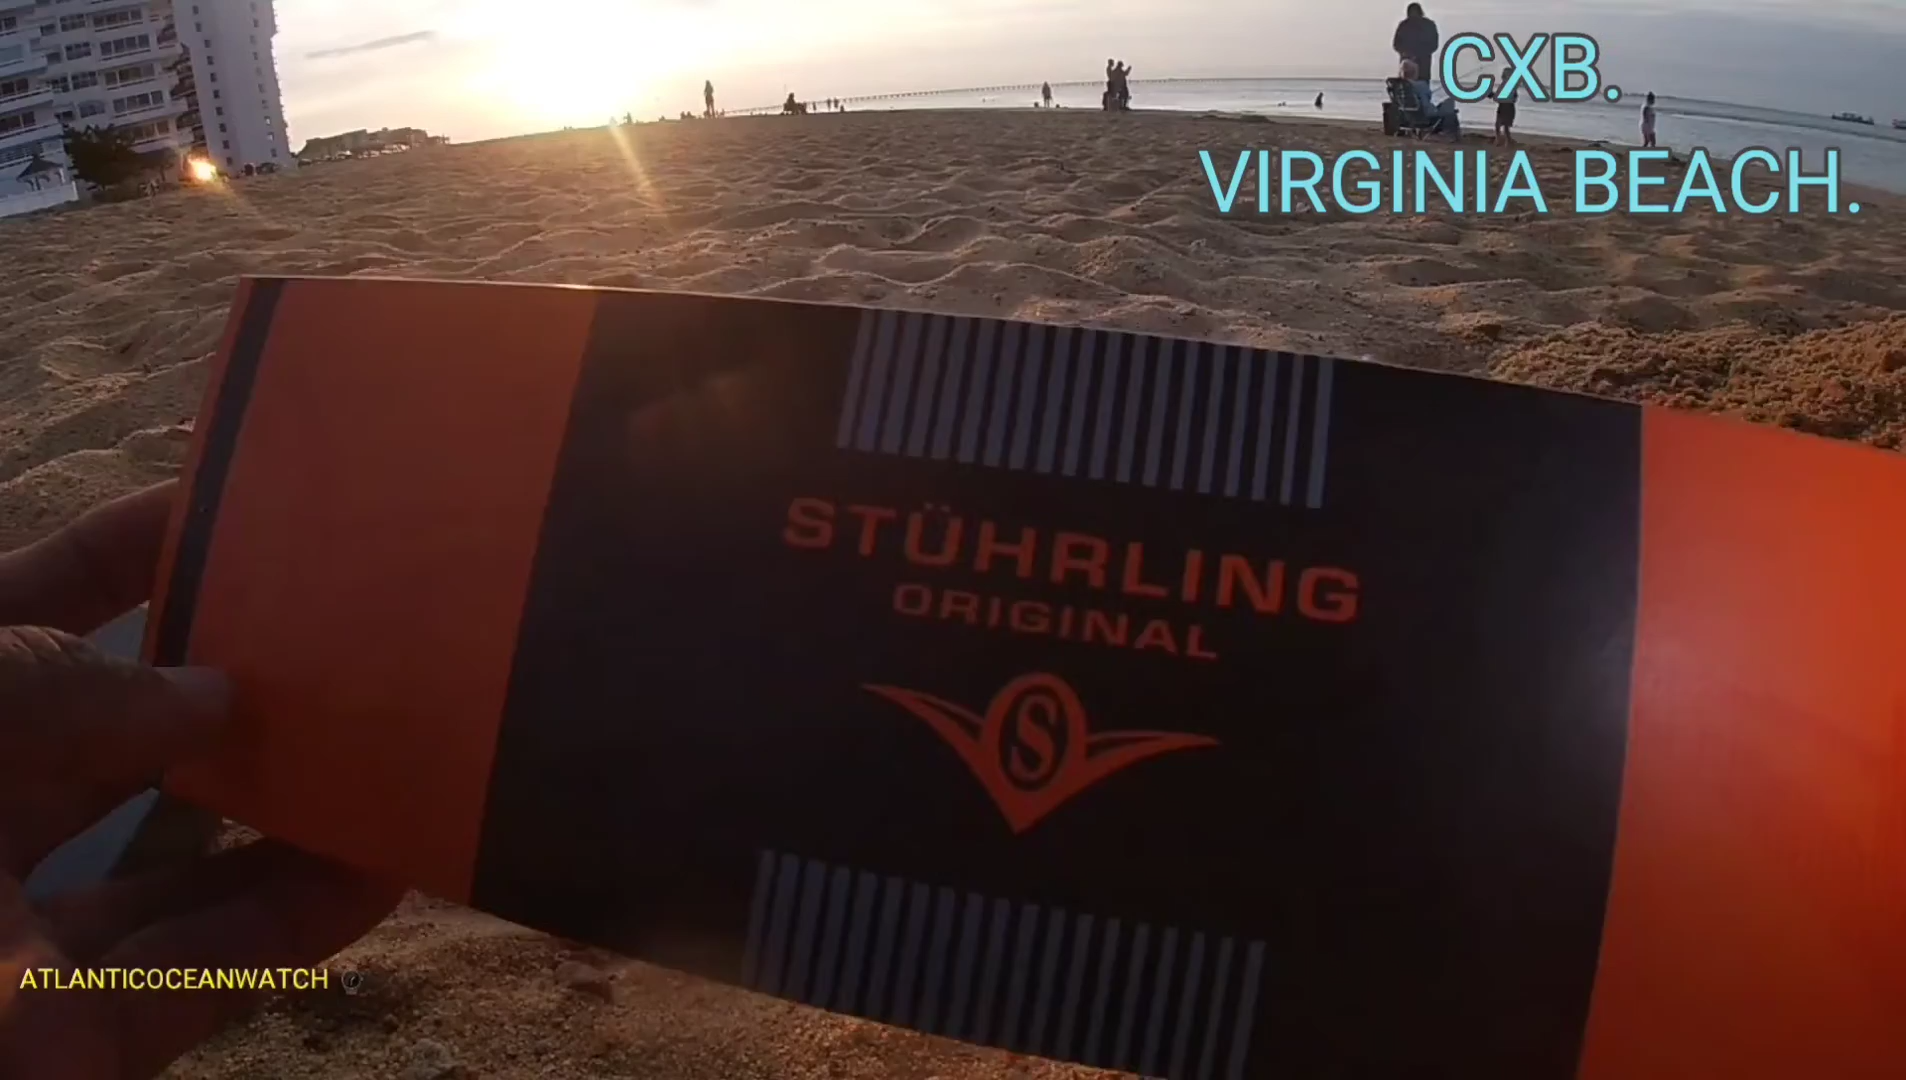 CXB.
VIRGINIA BEACH.
STÜHRLING
ORIGINAL
S
ATLANTICOCEANWATCH